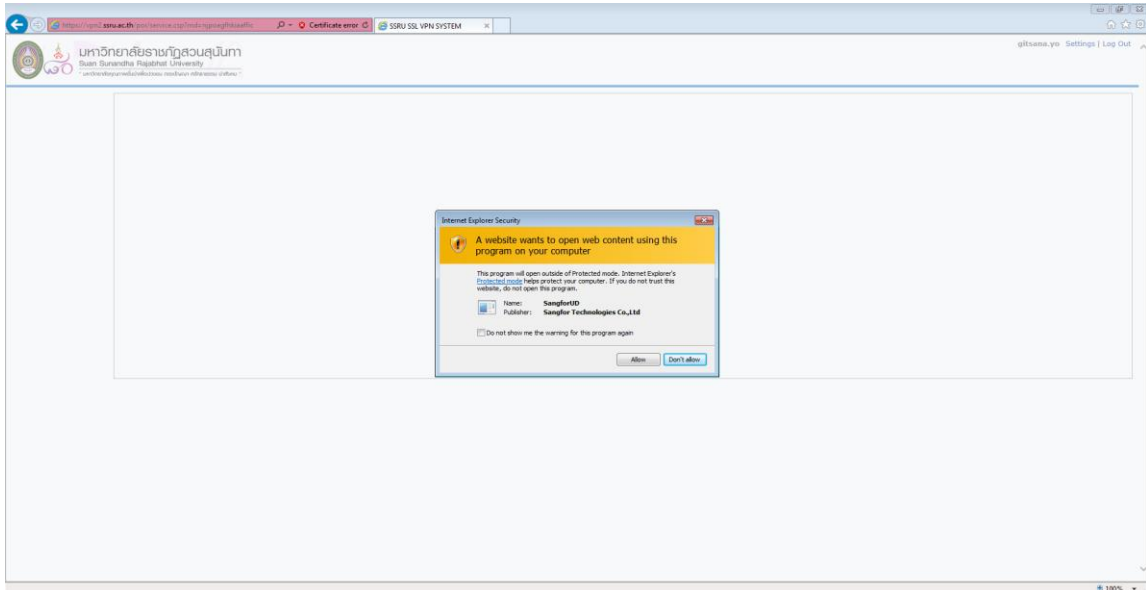 Certificate error
SSRU SSL VPN SYSTEM
มหาวิทยาลัยราชภัฏสวนสุนันทา
Suan Sunandha Rajabhat University
gitsana.yo Settings | Log Out
Internet Explorer Security
A website wants to open web content using this
program on your computer
This program will open outside of Protected mode. Internet Explorer's
Protected mode helps protect your computer. If you do not trust this
website, do not open this program.
Name: SangforUD
Publisher: Sangfor Technologies Co.,Ltd
Do not show me the warning for this program again
Allow Don't allow
100%